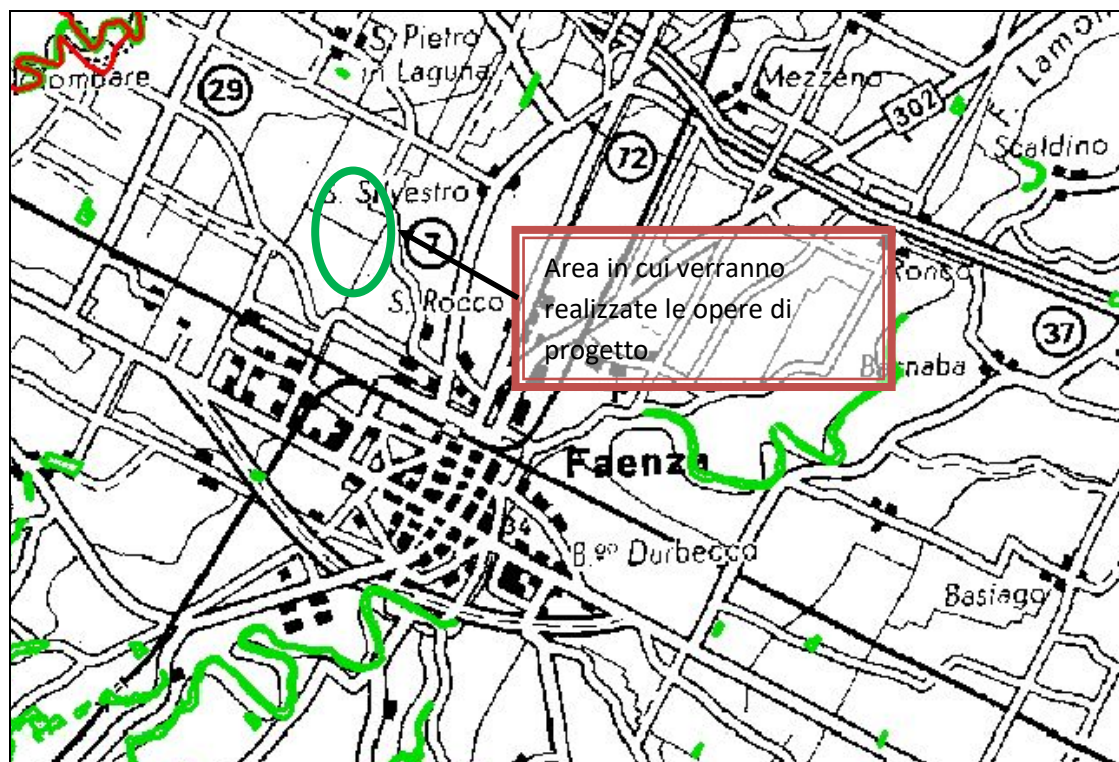 S. Pietro
in Laguna
29
Mezzeno
Lamon
302
F.
Scaldino
72
S. Silvestro
7
Area in cui verranno
realizzate le opere di
progetto
Ronco
S. Rocco
37
Barnaba
Faenza
34
B.go Durbecco
Basiago